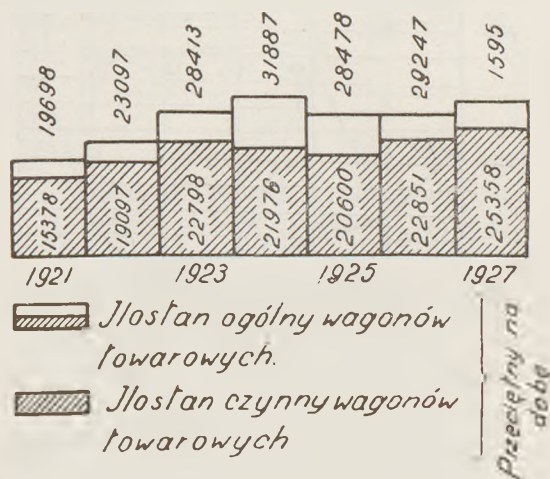 19698 23097 28413 31887 28478 29247 1595
15378 19097 22798 21976 20600 22851 25358
1921 1923 1925 1927
Jlostan ogólny wagonów
towarowych.
Jlostan czynny wagonów
towarowych
Przeciętny na
dobę